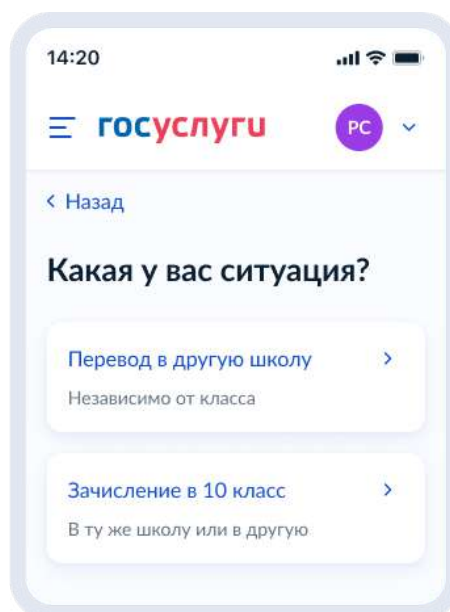 14:20
госуслуги
РС
Назад
Какая у вас ситуация?
Перевод в другую школу
Независимо от класса
Зачисление в 10 класс
В ту же школу или в другую